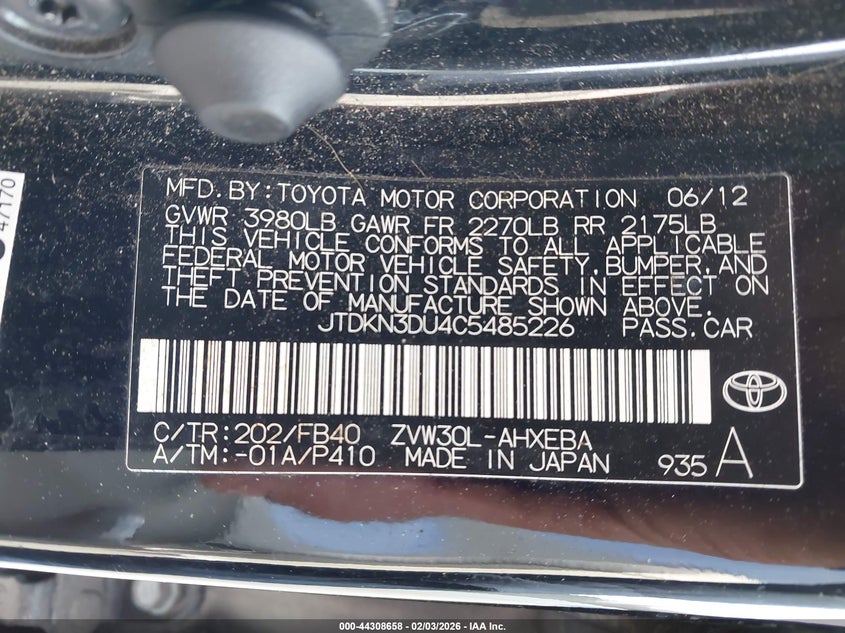 47170
MFD.BY:TOYOTA MOTOR CORPORATION 06/12
GVWR 3980LB GAWR FR 2270LB RR 2175LB
THIS VEHICLE CONFORMS TO ALL APPLICABLE
FEDERAL MOTOR VEHICLE SAFETY,BUMPER,AND
THEFT PREVENTION STANDARDS IN EFFECT ON
THE DATE OF MANUFACTURE SHOWN ABOVE.
JTDKN3DU4C5485226 PASS.CAR
C/TR:202/FB40 ZVW30L-AHXEBA
A/TM:-01A/P410 MADE IN JAPAN 935 A
000-44308658 - 02/03/2026 - IAA Inc.